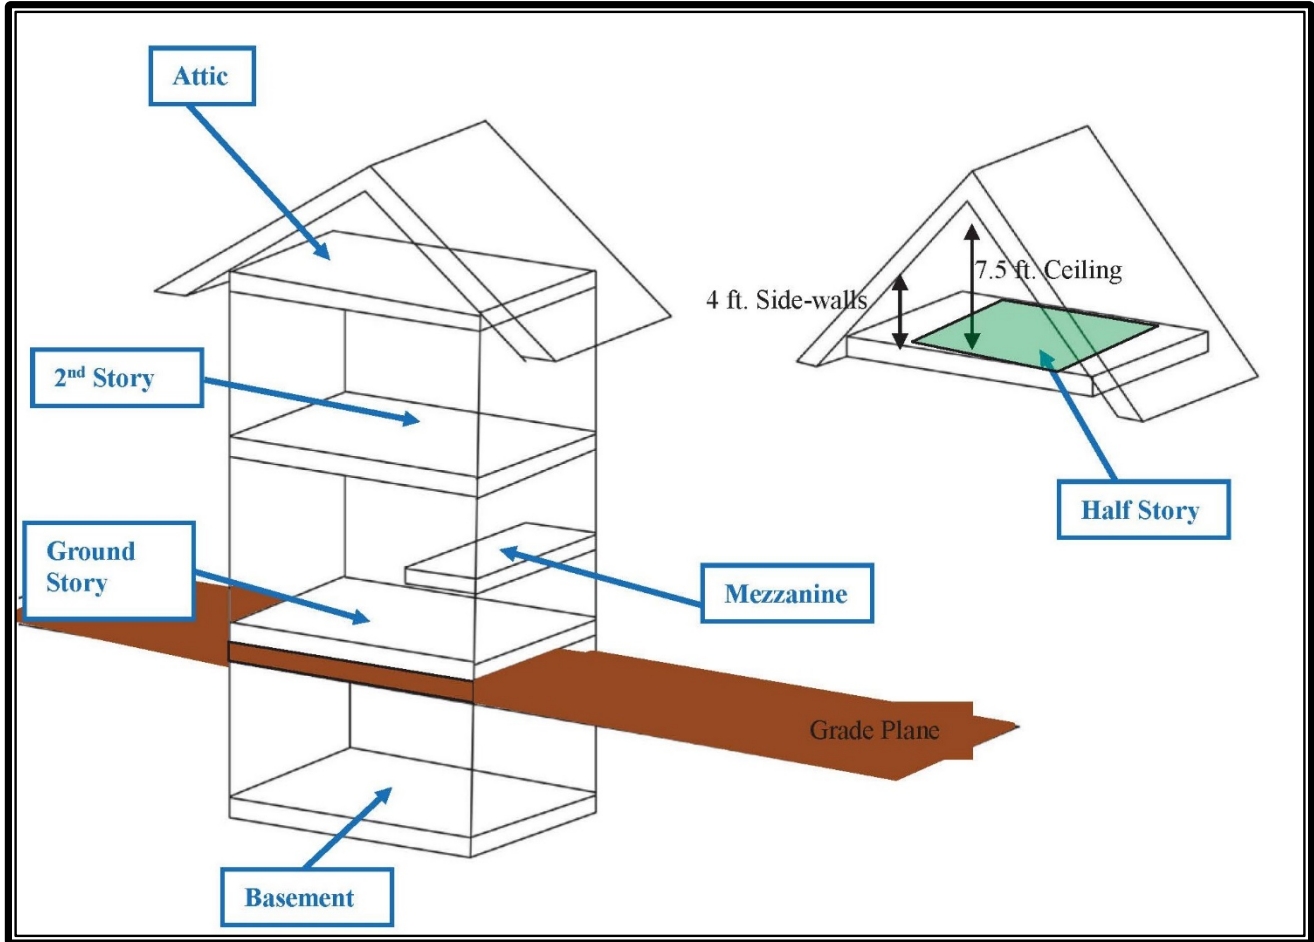 Attic
7.5 ft. Ceiling
4 ft. Side-walls
2nd Story
Half Story
Ground
Story
Mezzanine
Grade Plane
Basement